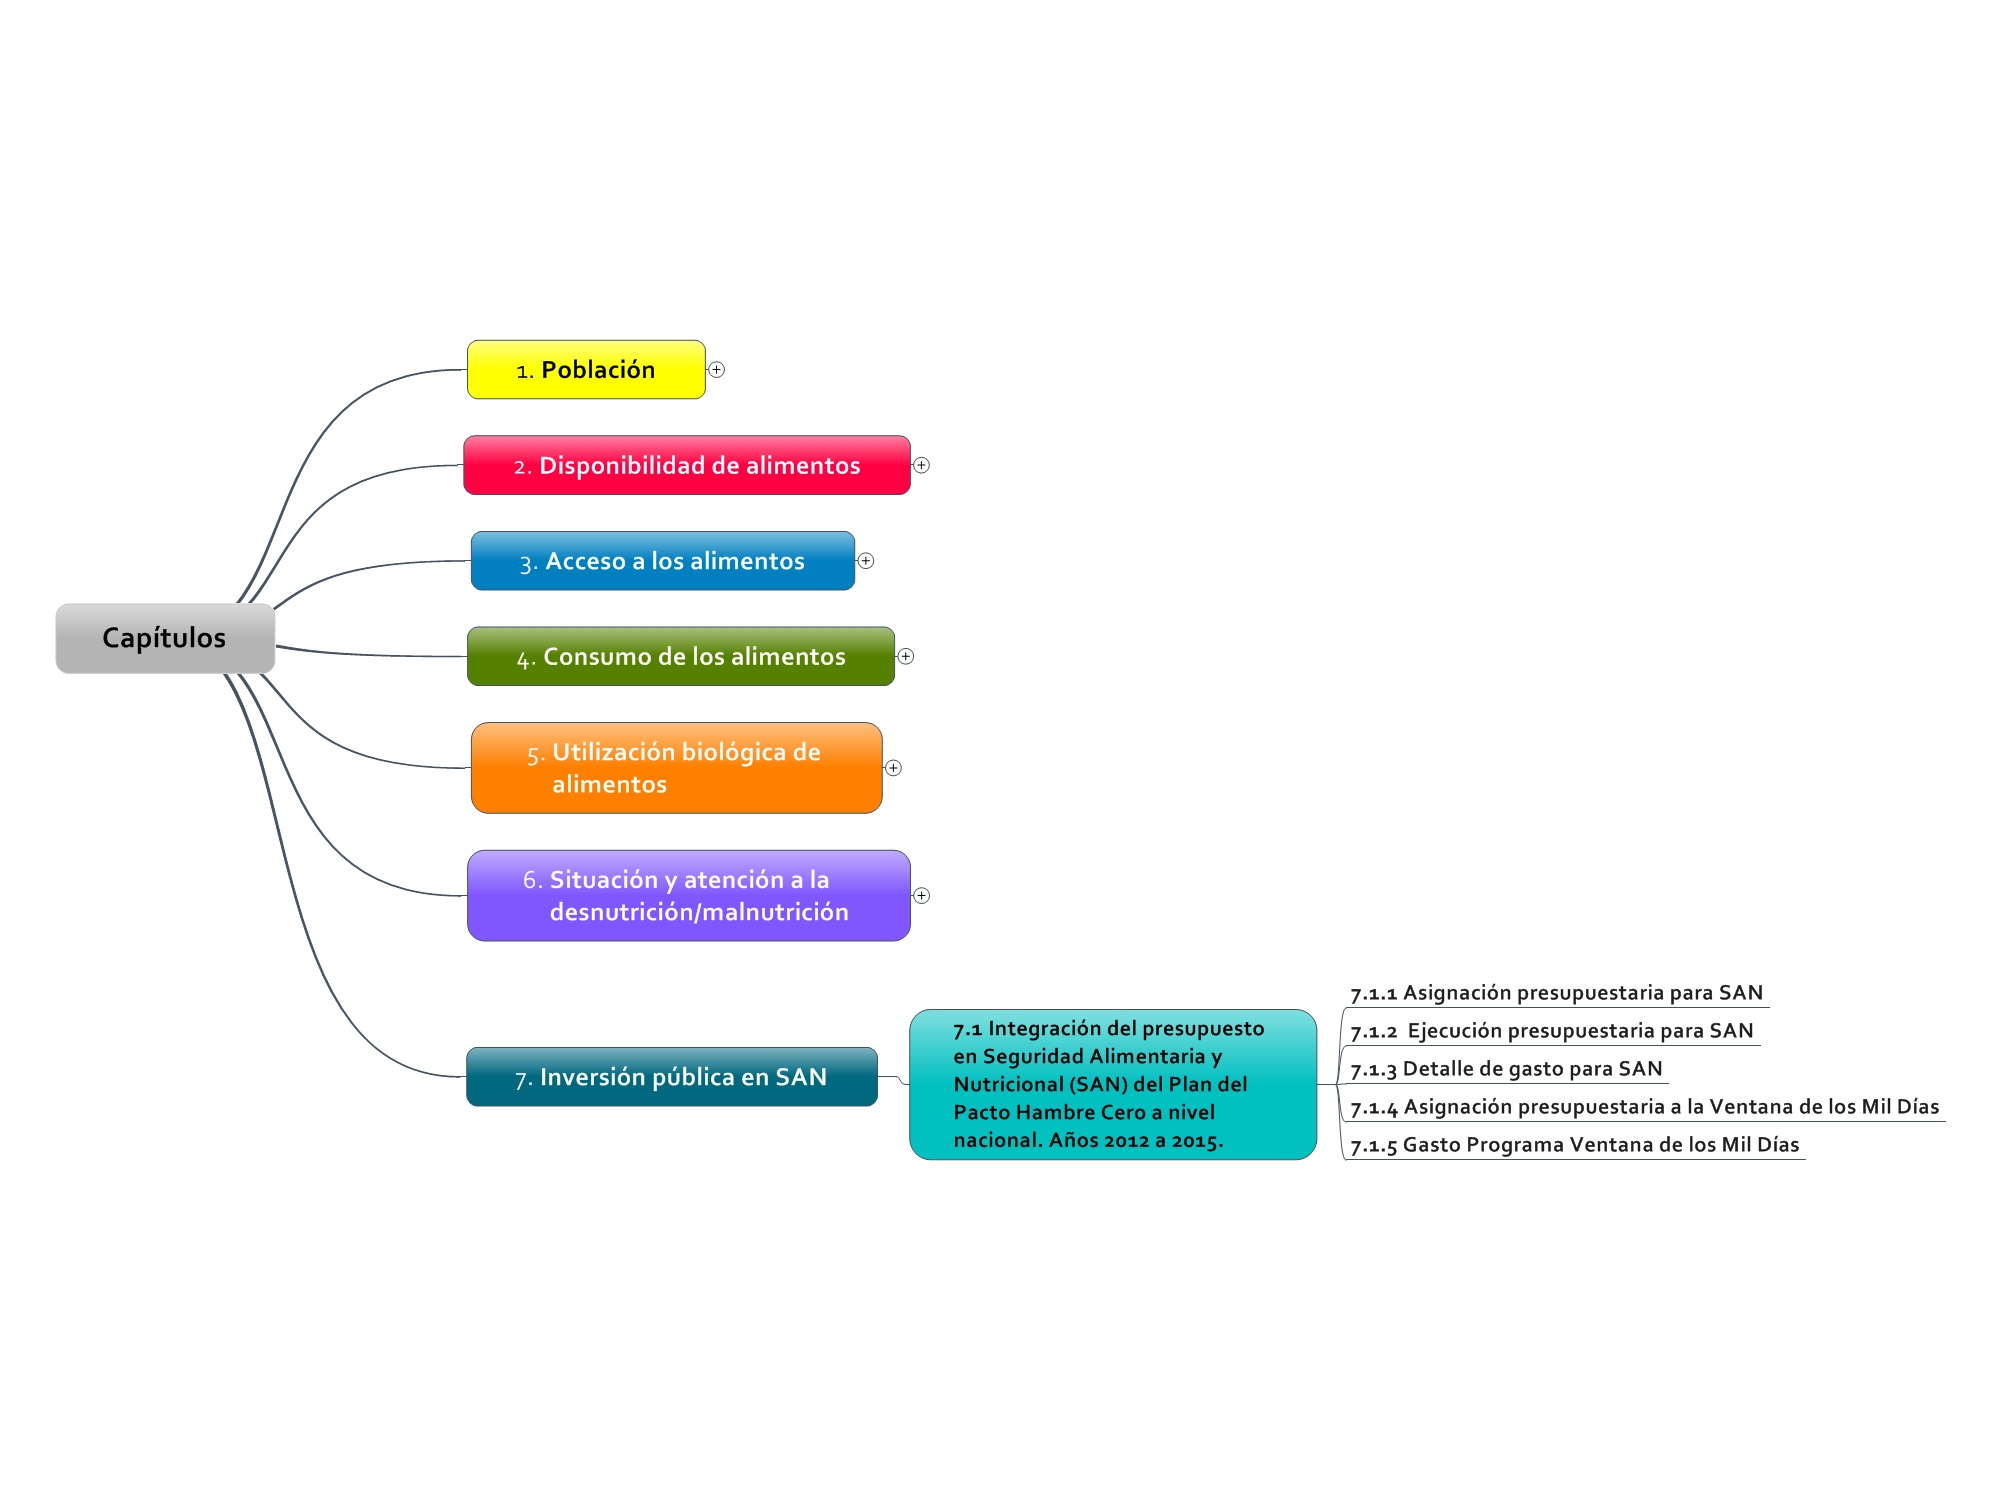 Capítulos
1. Población
2. Disponibilidad de alimentos
3. Acceso a los alimentos
4. Consumo de los alimentos
5. Utilización biológica de
alimentos
6. Situación y atención a la
desnutrición/malnutrición
7. Inversión pública en SAN
7.1 Integración del presupuesto
en Seguridad Alimentaria y
Nutricional (SAN) del Plan del
Pacto Hambre Cero a nivel
nacional. Años 2012 a 2015.
7.1.1 Asignación presupuestaria para SAN
7.1.2  Ejecución presupuestaria para SAN
7.1.3 Detalle de gasto para SAN
7.1.4 Asignación presupuestaria a la Ventana de los Mil Días
7.1.5 Gasto Programa Ventana de los Mil Días